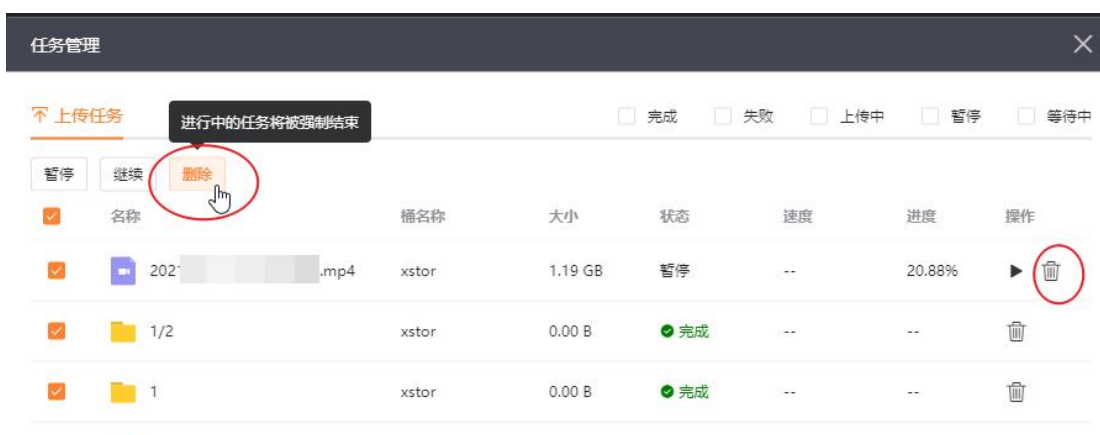 任务管理
上传任务
进行中的任务将被强制结束
完成 失败 上传中 暂停 等待中
暂停 继续 删除
名称 桶名称 大小 状态 速度 进度 操作
202 .mp4 xstor 1.19 GB 暂停 -- 20.88%
1/2 xstor 0.00 B 完成 -- --
1 xstor 0.00 B 完成 -- --